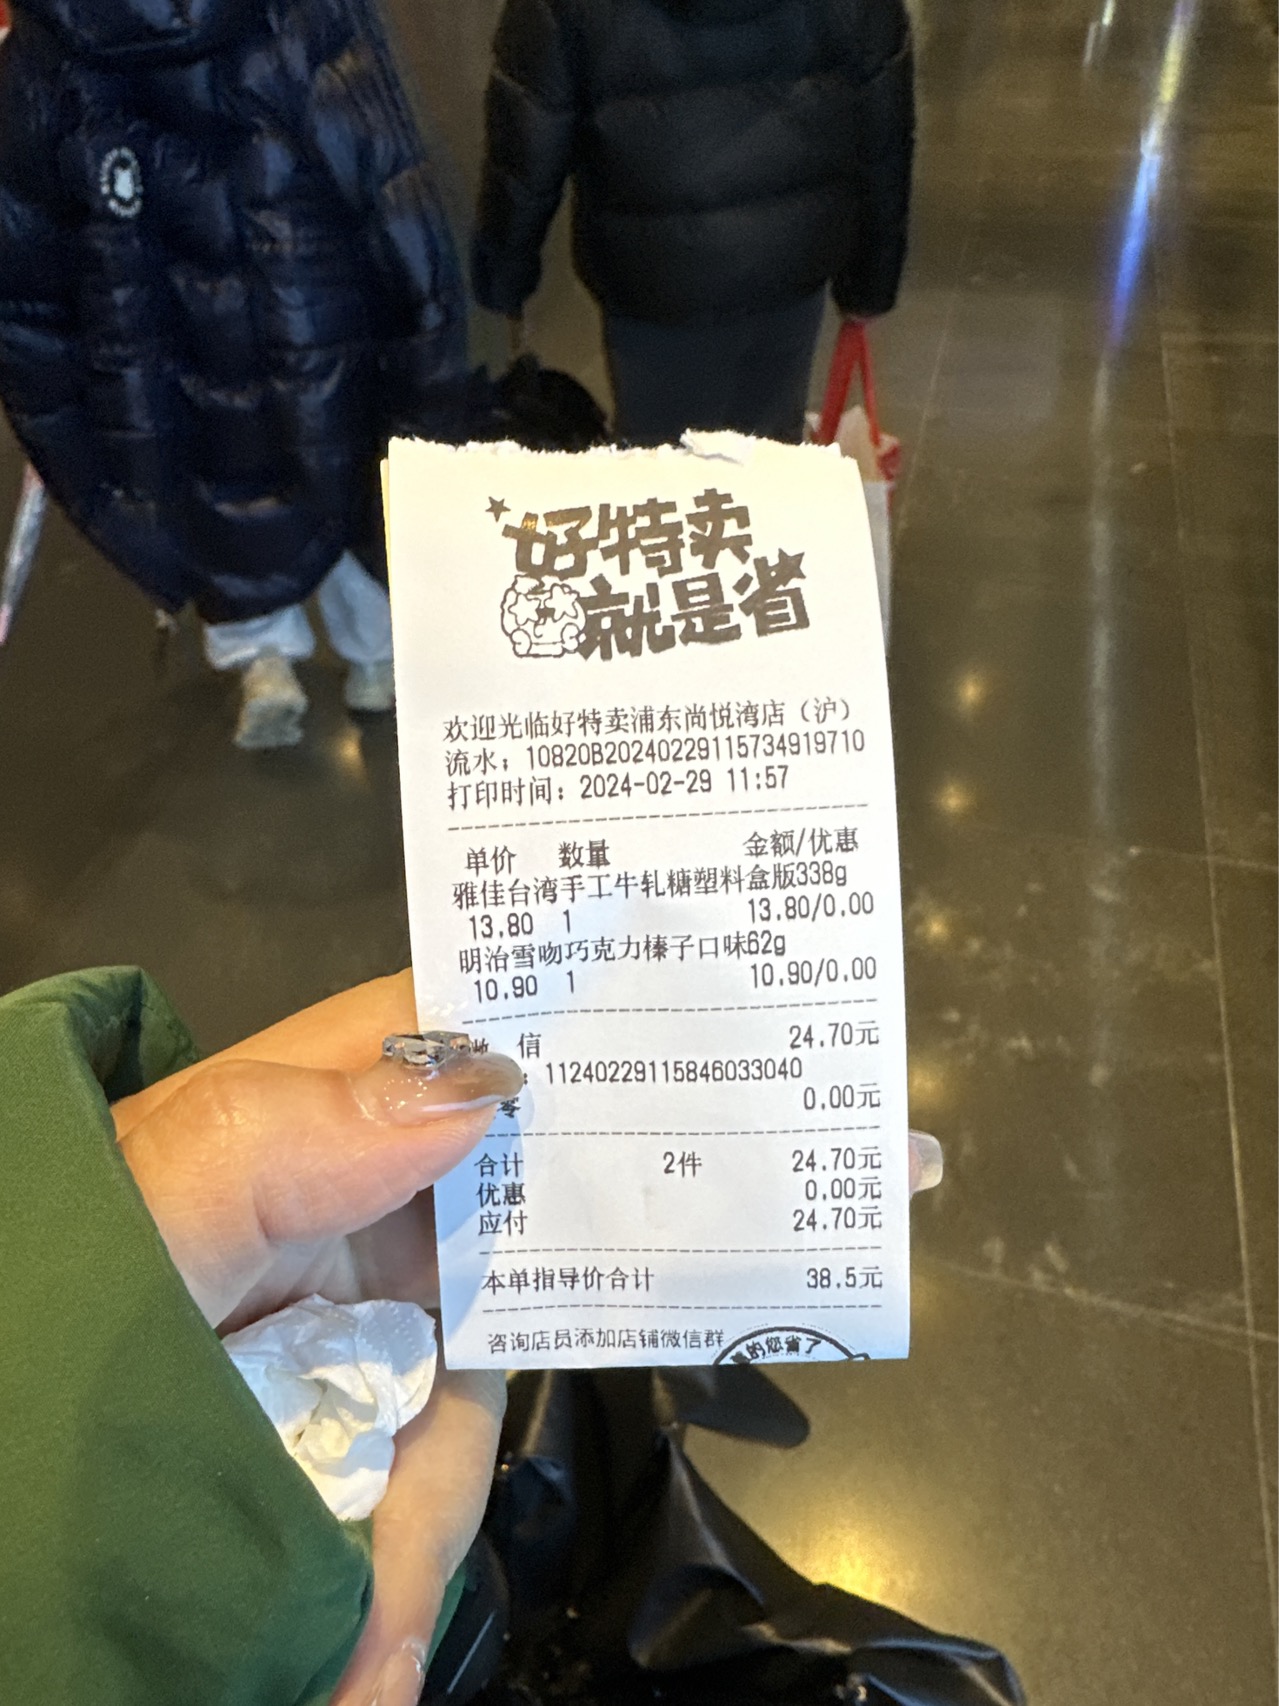 好特卖
就是省
欢迎光临好特卖浦东尚悦湾店（沪）
流水：10820B20240229115734919710
打印时间：2024-02-29 11:57
单价 数量 金额/优惠
雅佳台湾手工牛轧糖塑料盒版338g
13.80 1 13.80/0.00
明治雪吻巧克力榛子口味62g
10.90 1 10.90/0.00
信 24.70元
：11240229115846033040
零 0.00元
合计 2件 24.70元
优惠 0.00元
应付 24.70元
本单指导价合计 38.5元
咨询店员添加店铺微信群
的您省了